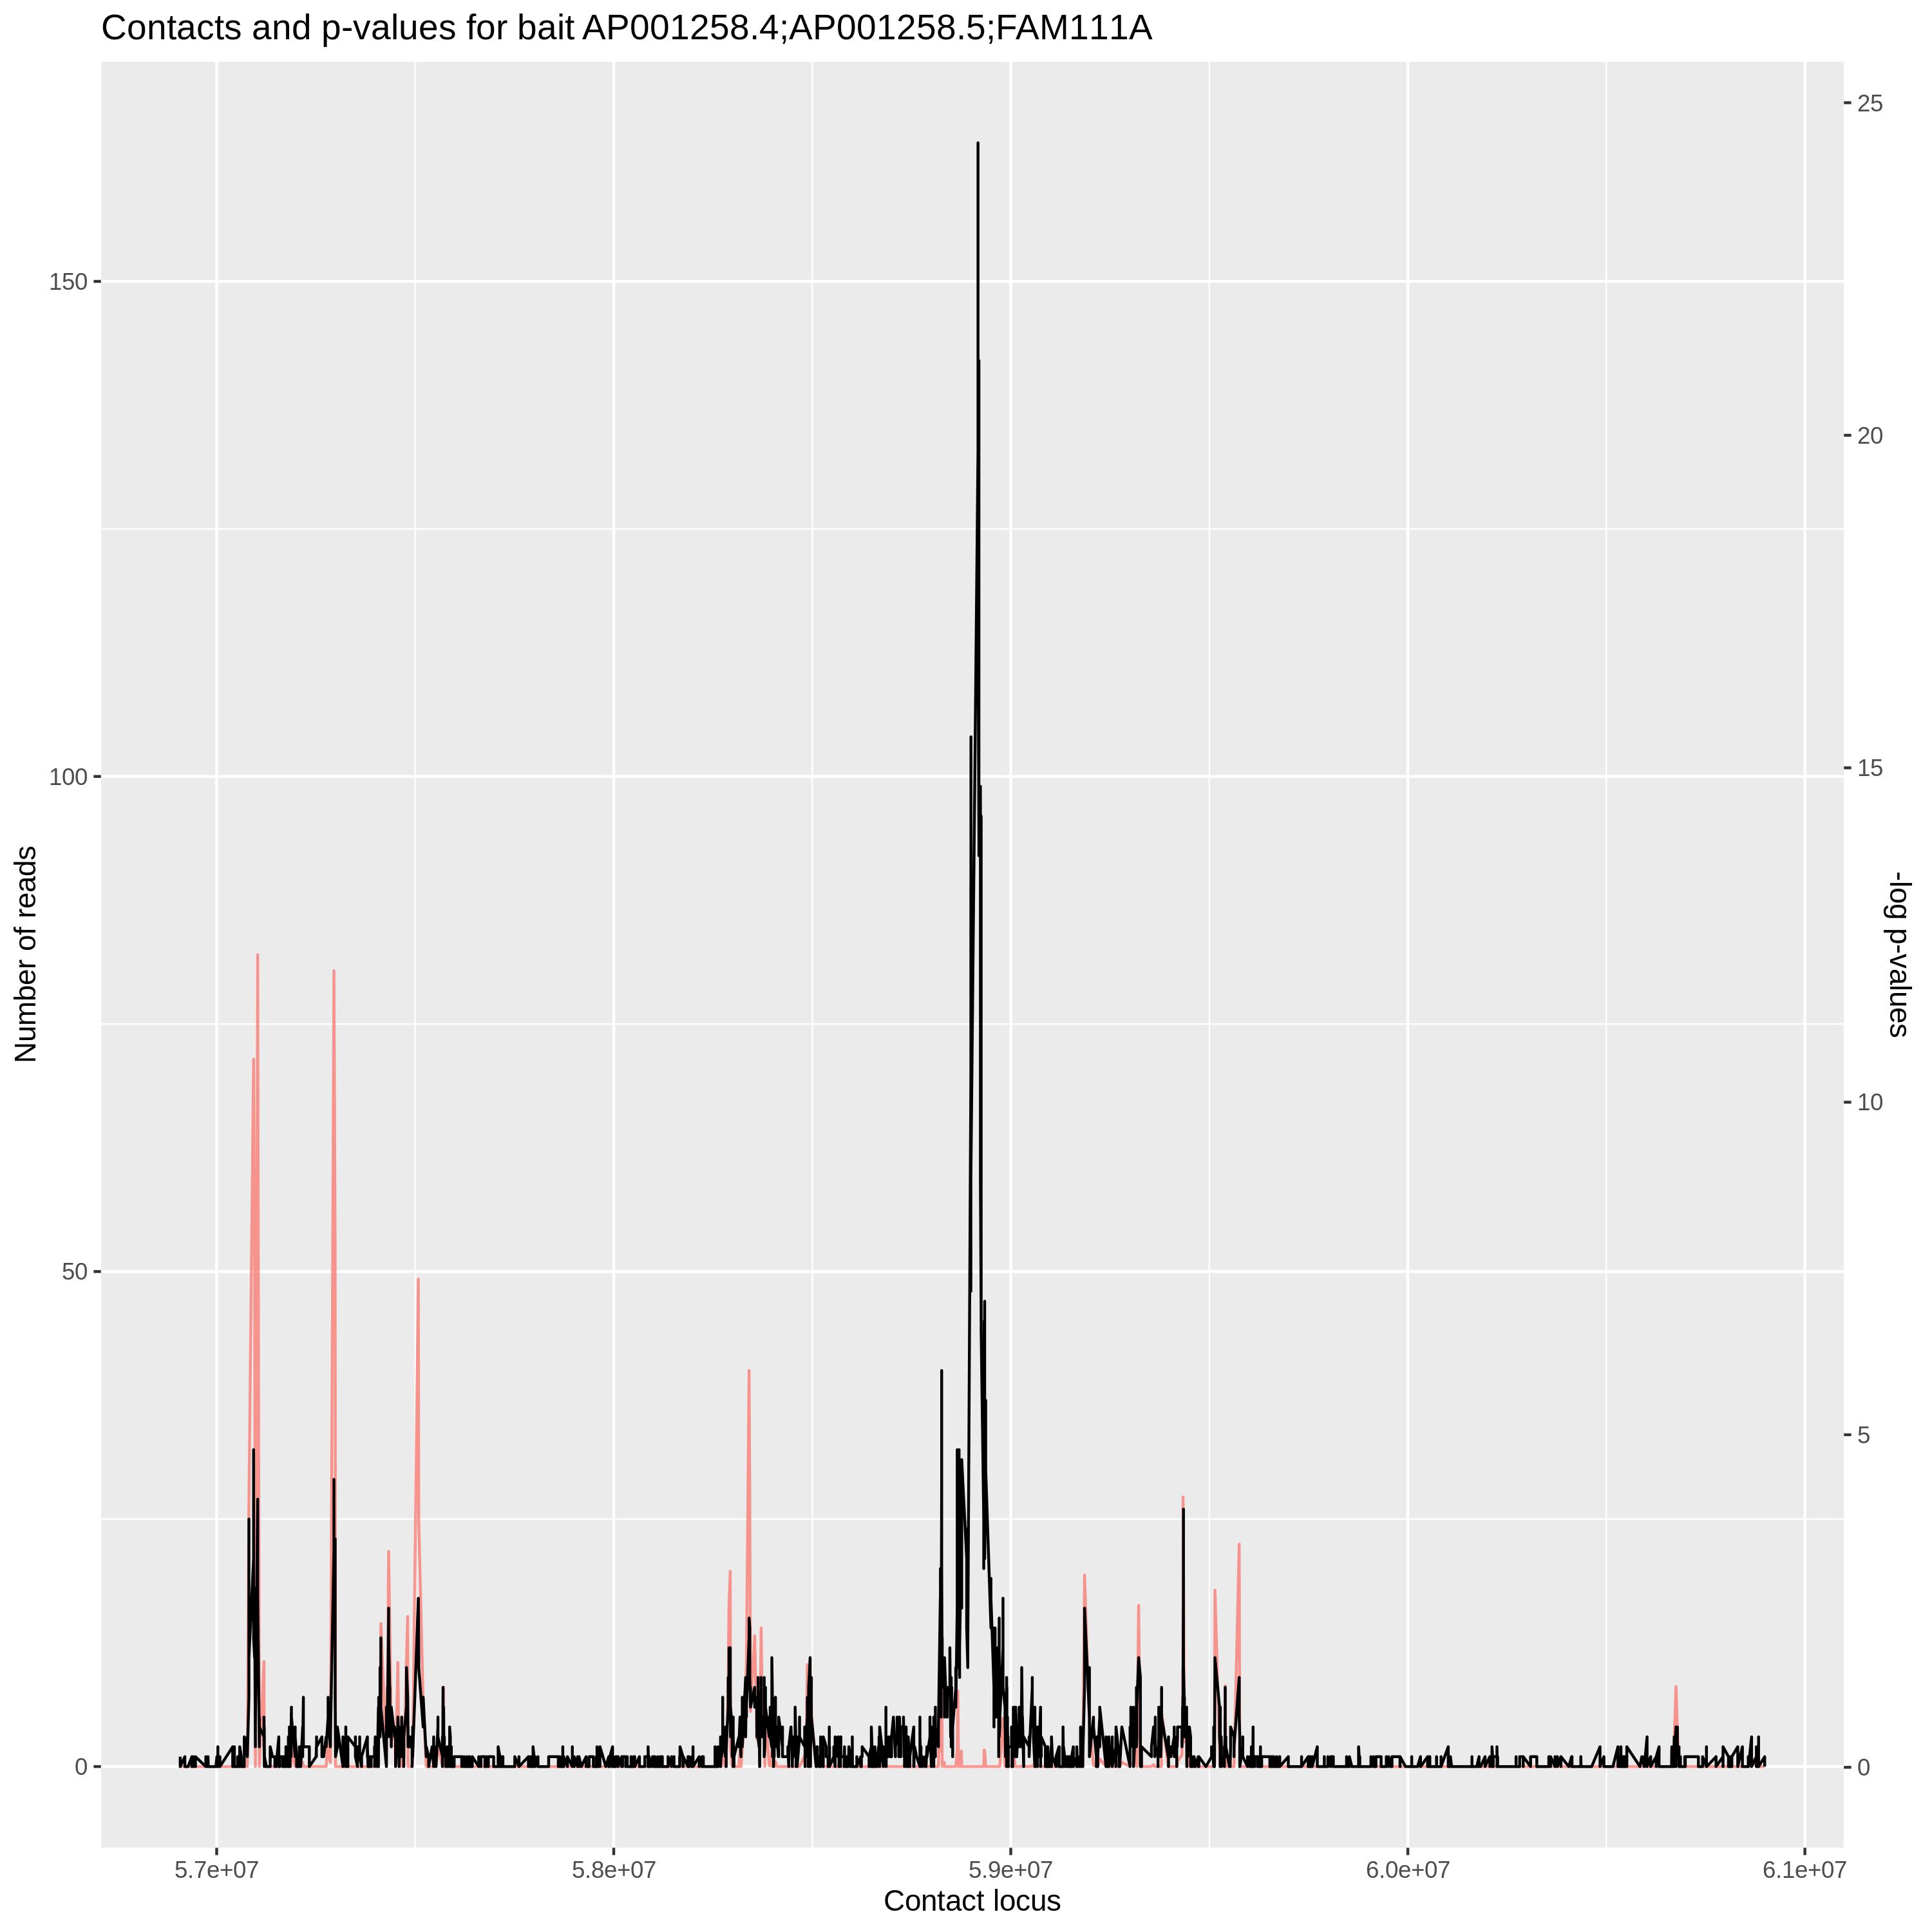 Contacts and p-values for bait AP001258.4;AP001258.5;FAM111A
Number of reads
150
100
50
0
25
20
15
10
5
0
-log p-values
5.7e+07 5.8e+07 5.9e+07 6.0e+07 6.1e+07
Contact locus